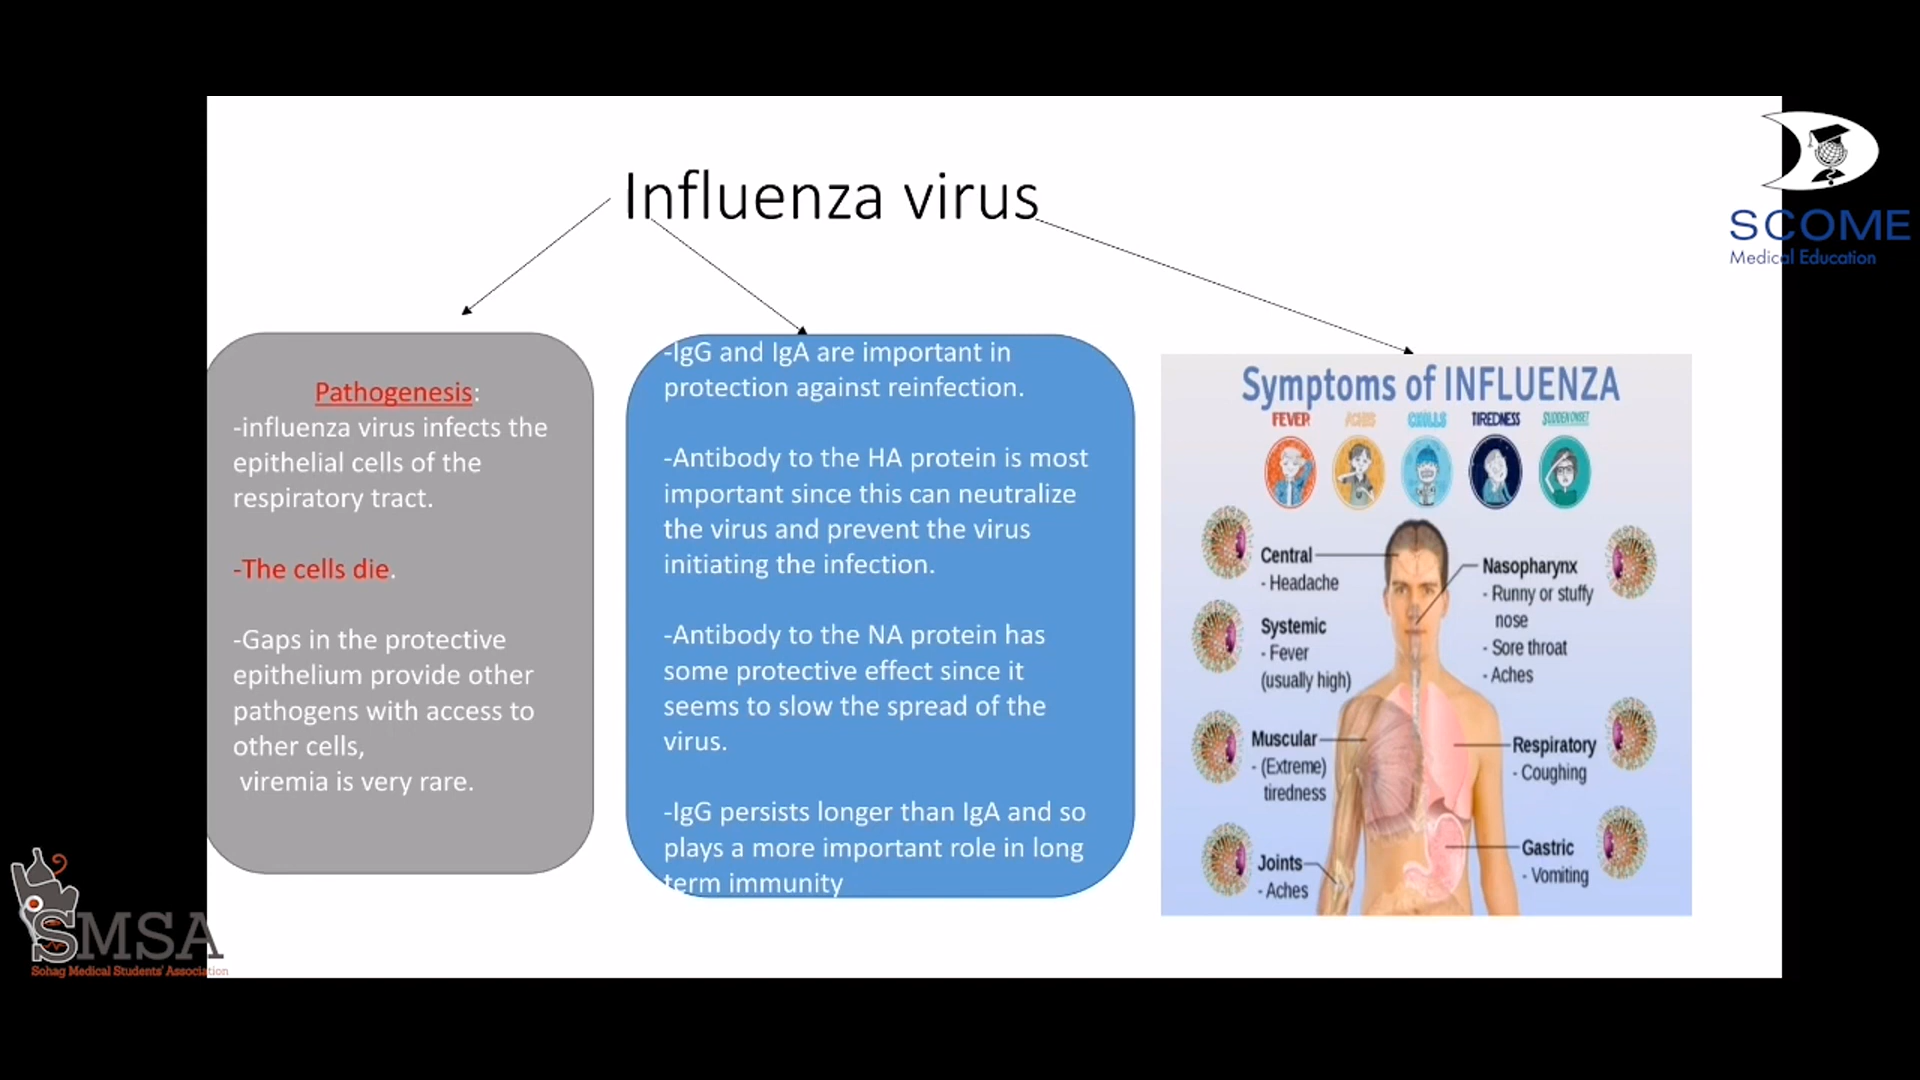 Influenza virus
SCOME
Medical Education
Pathogenesis:
-influenza virus infects the
epithelial cells of the
respiratory tract.
-The cells die.
-Gaps in the protective
epithelium provide other
pathogens with access to
other cells,
viremia is very rare.
-IgG and IgA are important in
protection against reinfection.
-Antibody to the HA protein is most
important since this can neutralize
the virus and prevent the virus
initiating the infection.
-Antibody to the NA protein has
some protective effect since it
seems to slow the spread of the
virus.
-IgG persists longer than IgA and so
plays a more important role in long
term immunity
Symptoms of INFLUENZA
FEVER ACHES CHILLS TIREDNESS SUDDEN ONSET
Central
- Headache
Systemic
- Fever
(usually high)
Muscular
- (Extreme)
tiredness
Joints
- Aches
Nasopharynx
- Runny or stuffy
nose
- Sore throat
- Aches
Respiratory
- Coughing
Gastric
- Vomiting
SMSA
Sohag Medical Students' Association